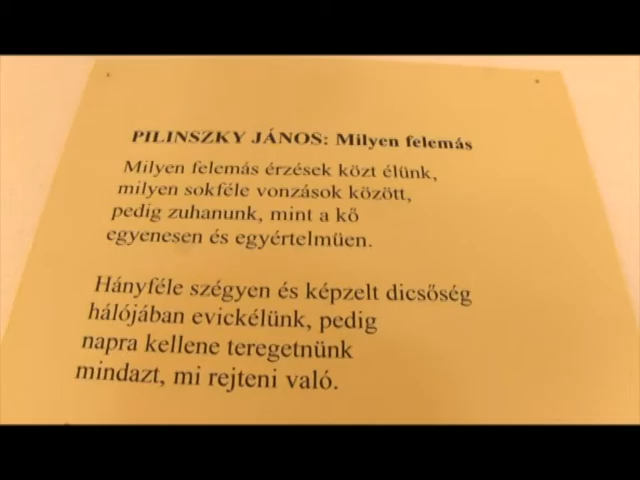 PILINSZKY JÁNOS: Milyen felemás
Milyen felemás érzések közt élünk,
milyen sokféle vonzások között,
pedig zuhanunk, mint a kő
egyenesen és egyértelműen.
Hányféle szégyen és képzelt dicsőség
hálójában evickélünk, pedig
napra kellene teregetnünk
mindazt, mi rejteni való.